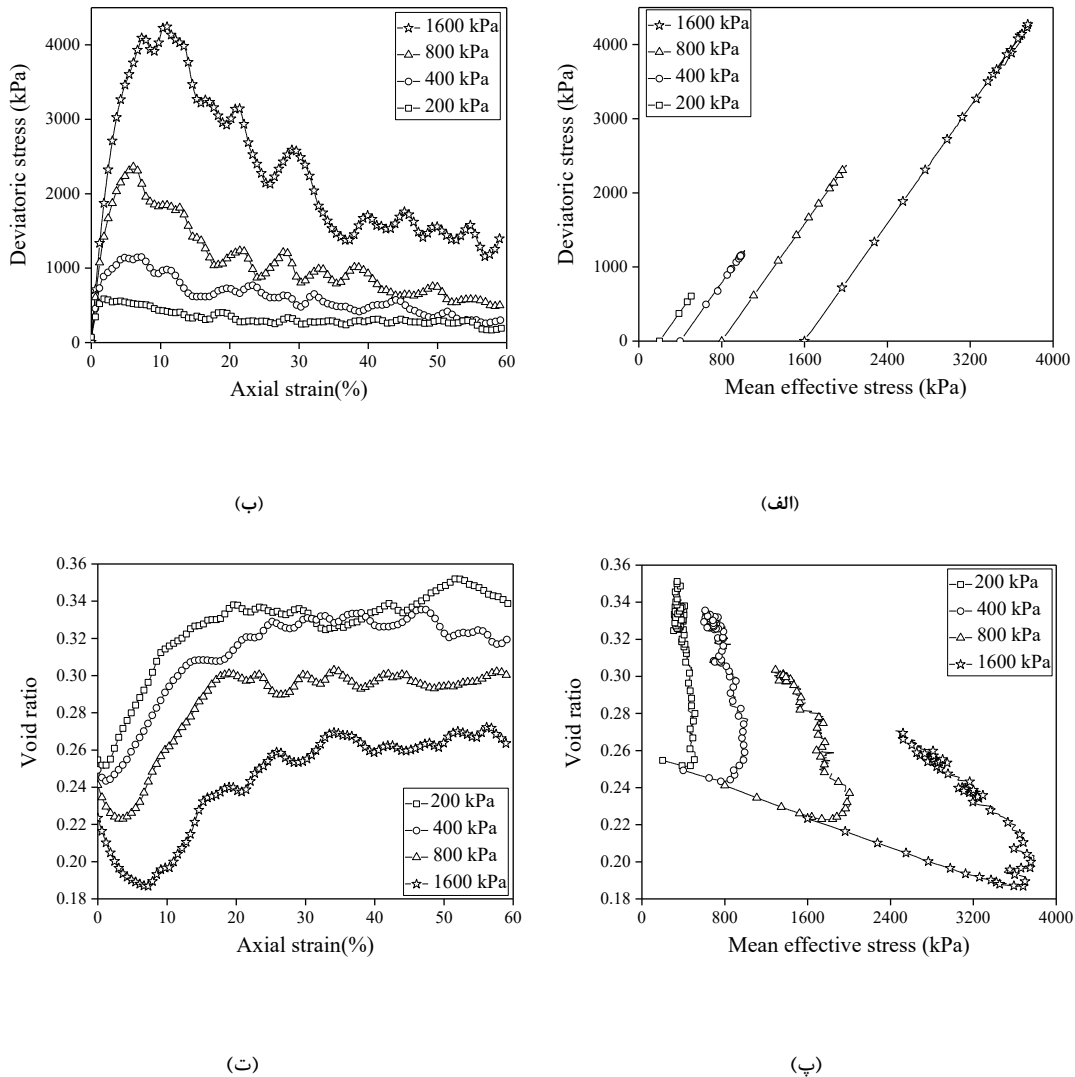 1600 kPa
800 kPa
400 kPa
200 kPa
Deviatoric stress (kPa)
4000
3000
2000
1000
0
0 10 20 30 40 50 60
Axial strain(%)
(ب)
1600 kPa
800 kPa
400 kPa
200 kPa
Deviatoric stress (kPa)
4000
3000
2000
1000
0
0 800 1600 2400 3200 4000
Mean effective stress (kPa)
(الف)
Void ratio
0.36
0.34
0.32
0.30
0.28
0.26
0.24
0.22
0.20
0.18
200 kPa
400 kPa
800 kPa
1600 kPa
0 10 20 30 40 50 60
Axial strain(%)
(ت)
200 kPa
400 kPa
800 kPa
1600 kPa
Void ratio
0.36
0.34
0.32
0.30
0.28
0.26
0.24
0.22
0.20
0.18
0 800 1600 2400 3200 4000
Mean effective stress (kPa)
(پ)